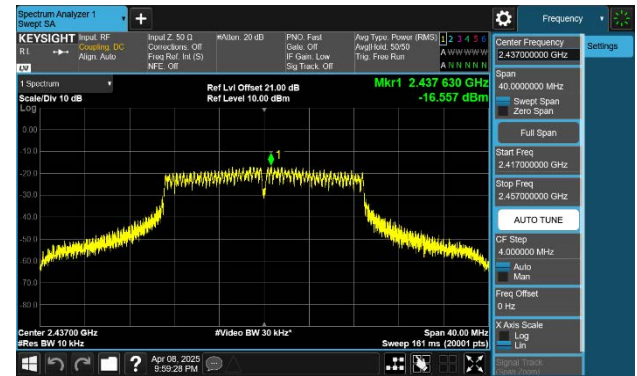 Spectrum Analyzer 1
Swept SA
Frequency
KEYSIGHT
Input: RF
Coupling: DC
Align: Auto
Input Z: 50 Ω
Corrections: Off
Freq Ref: Int (S)
NFE: Off
#Atten: 20 dB
PNO: Fast
Gate: Off
IF Gain: Low
Sig Track: Off
Avg Type: Power (RMS)
Avg|Hold: 50/50
Trig: Free Run
1 2 3 4 5 6
A W W W W W
A N N N N N
LW
1 Spectrum
Scale/Div 10 dB
Log
Ref Lvl Offset 21.00 dB
Ref Level 10.00 dBm
Mkr1 2.437 630 GHz
-16.557 dBm
1
0.00
-10.0
-20.0
-30.0
-40.0
-50.0
-60.0
-70.0
-80.0
Center 2.43700 GHz
#Res BW 10 kHz
#Video BW 30 kHz*
Span 40.00 MHz
Sweep 161 ms (20001 pts)
Center Frequency
2.437000000 GHz
Settings
Span
40.0000000 MHz
Swept Span
Zero Span
Full Span
Start Freq
2.417000000 GHz
Stop Freq
2.457000000 GHz
AUTO TUNE
CF Step
4.000000 MHz
Auto
Man
Freq Offset
0 Hz
X Axis Scale
Log
Lin
Signal Track
(Span Zoom)
Apr 08, 2025
9:59:28 PM